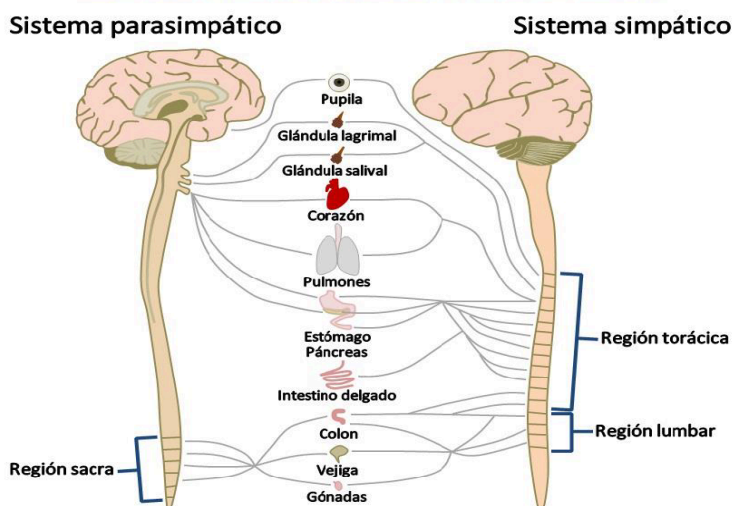 Sistema parasimpático
Sistema simpático
Pupila
Glándula lagrimal
Glándula salival
Corazón
Pulmones
Estómago
Páncreas
Intestino delgado
Colon
Vejiga
Gónadas
Región torácica
Región lumbar
Región sacra